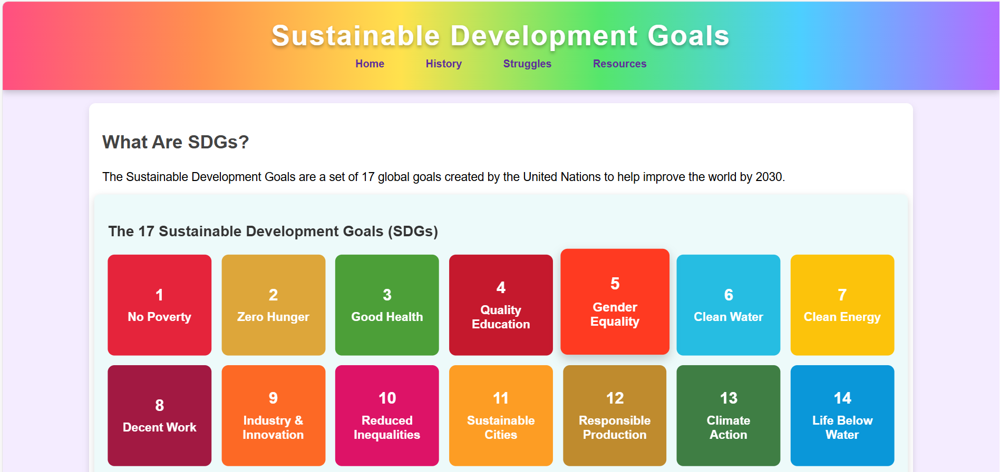 Sustainable Development Goals
Home History Struggles Resources
What Are SDGs?
The Sustainable Development Goals are a set of 17 global goals created by the United Nations to help improve the world by 2030.
The 17 Sustainable Development Goals (SDGs)
1
No Poverty
2
Zero Hunger
3
Good Health
4
Quality
Education
5
Gender
Equality
6
Clean Water
7
Clean Energy
8
Decent Work
9
Industry &
Innovation
10
Reduced
Inequalities
11
Sustainable
Cities
12
Responsible
Production
13
Climate
Action
14
Life Below
Water